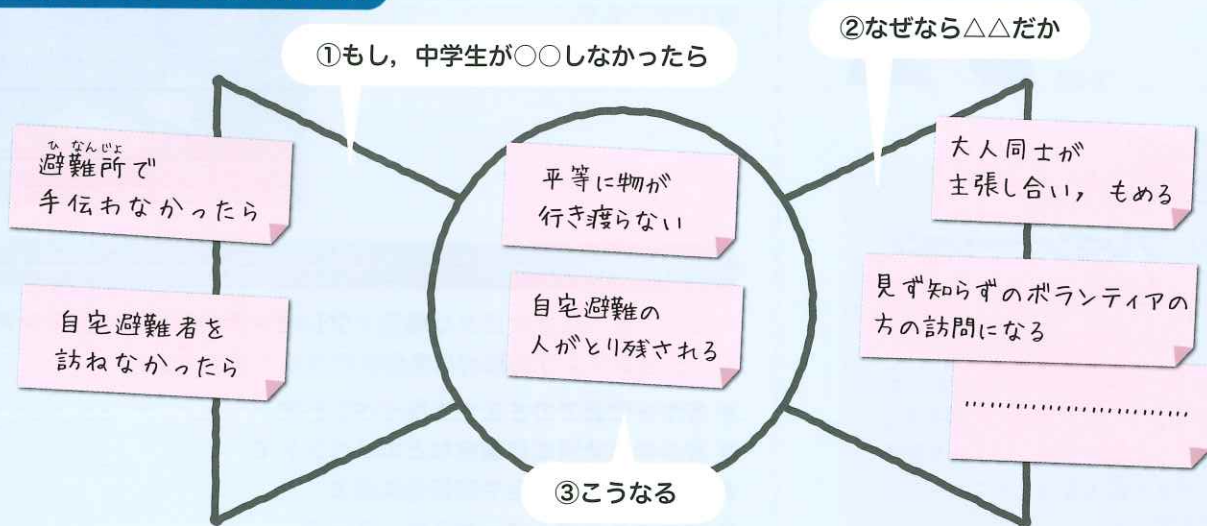 ①もし，中学生が○○しなかったら
②なぜなら△△だか
避難所で
ひなんじょ
手伝わなかったら
自宅避難者を
訪ねなかったら
平等に物が
行き渡らない
自宅避難の
人がとり残される
大人同士が
主張し合い，もめる
見ず知らずのボランティアの
方の訪問になる
…………………………
③こうなる